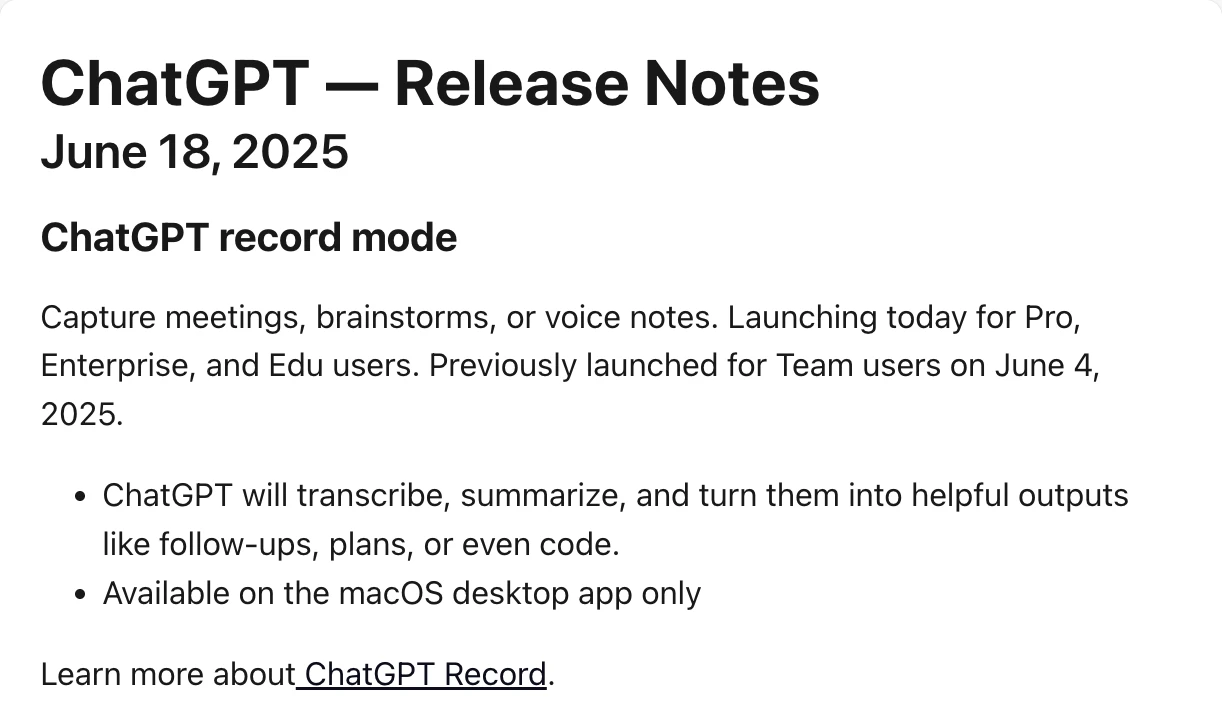 ChatGPT — Release Notes
June 18, 2025
ChatGPT record mode
Capture meetings, brainstorms, or voice notes. Launching today for Pro,
Enterprise, and Edu users. Previously launched for Team users on June 4,
2025.
• ChatGPT will transcribe, summarize, and turn them into helpful outputs
like follow-ups, plans, or even code.
• Available on the macOS desktop app only
Learn more about ChatGPT Record.